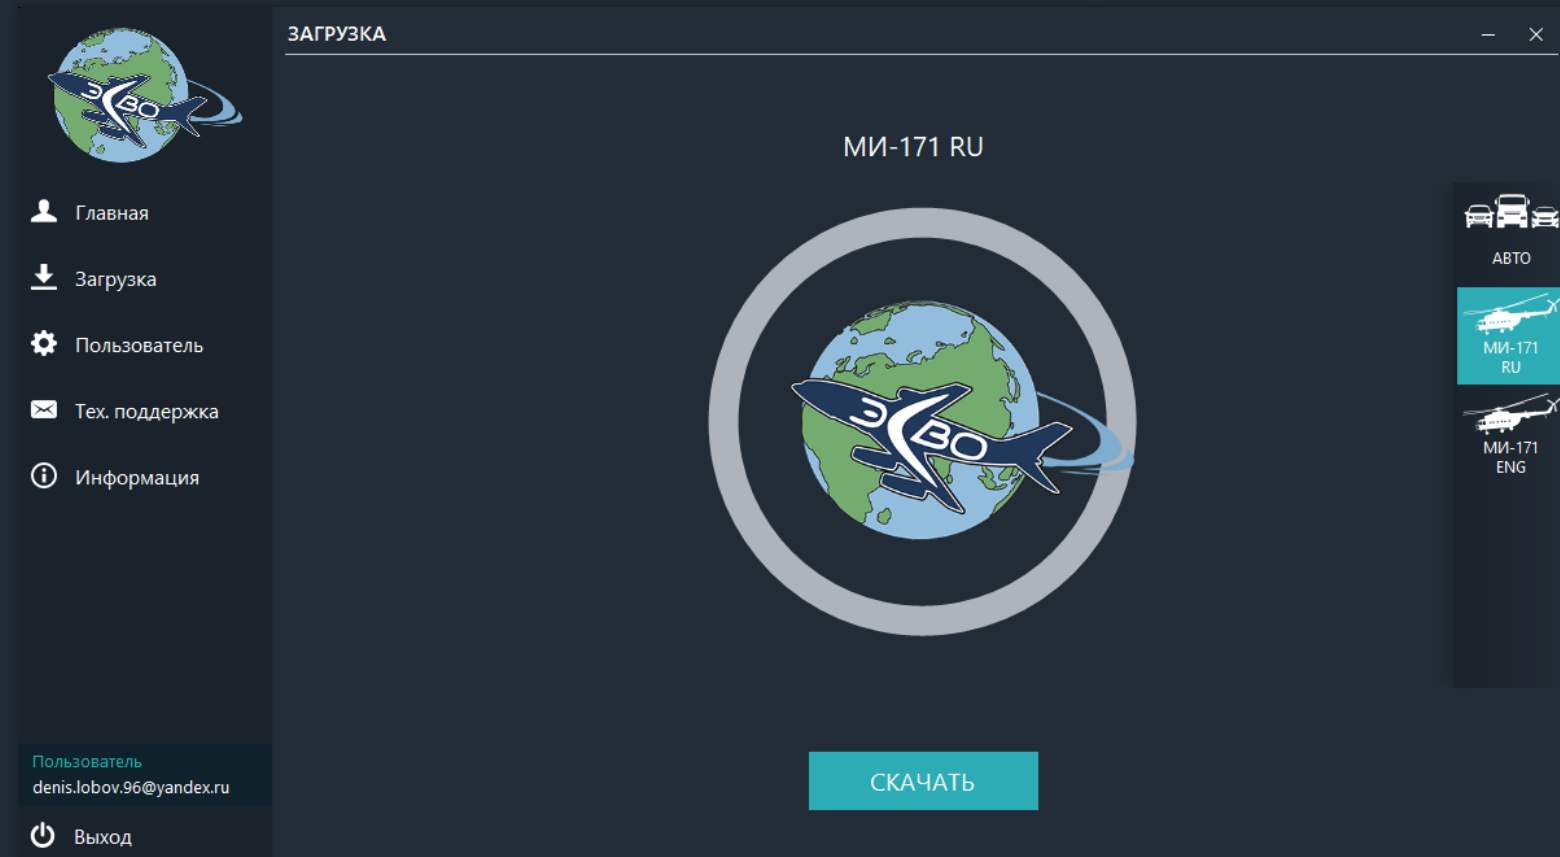 ЭВО
Главная
Загрузка
Пользователь
Тех. поддержка
Информация
Пользователь
denis.lobov.96@yandex.ru
Выход
ЗАГРУЗКА
МИ-171 RU
ЭВО
СКАЧАТЬ
АВТО
МИ-171
RU
МИ-171
ENG